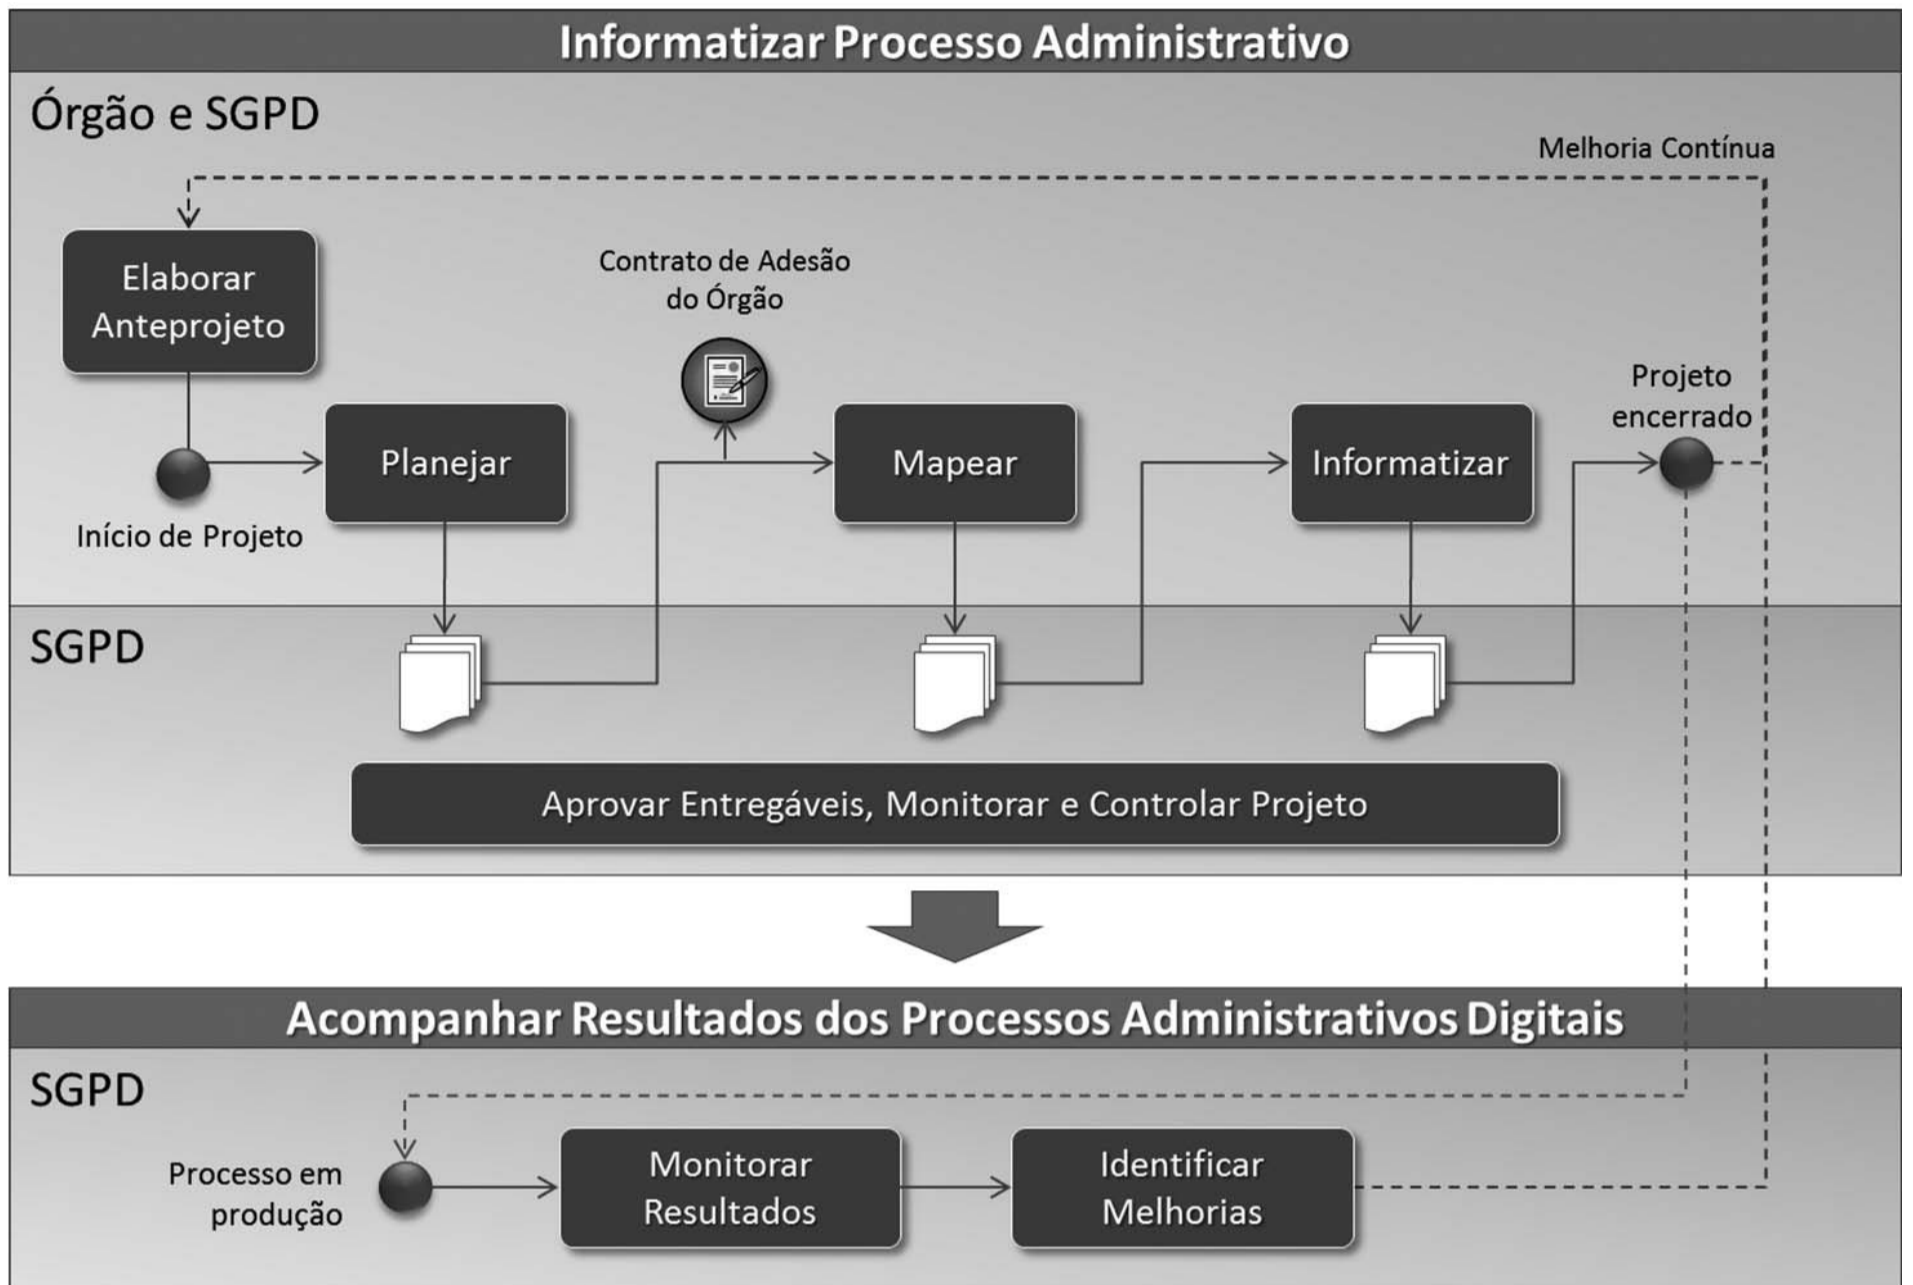 Informatizar Processo Administrativo
Órgão e SGPD
Melhoria Contínua
Elaborar
Anteprojeto
Contrato de Adesão
do Órgão
Início de Projeto
Planejar
Mapear
Informatizar
Projeto
encerrado
SGPD
Aprovar Entregáveis, Monitorar e Controlar Projeto
Acompanhar Resultados dos Processos Administrativos Digitais
SGPD
Processo em
produção
Monitorar
Resultados
Identificar
Melhorias